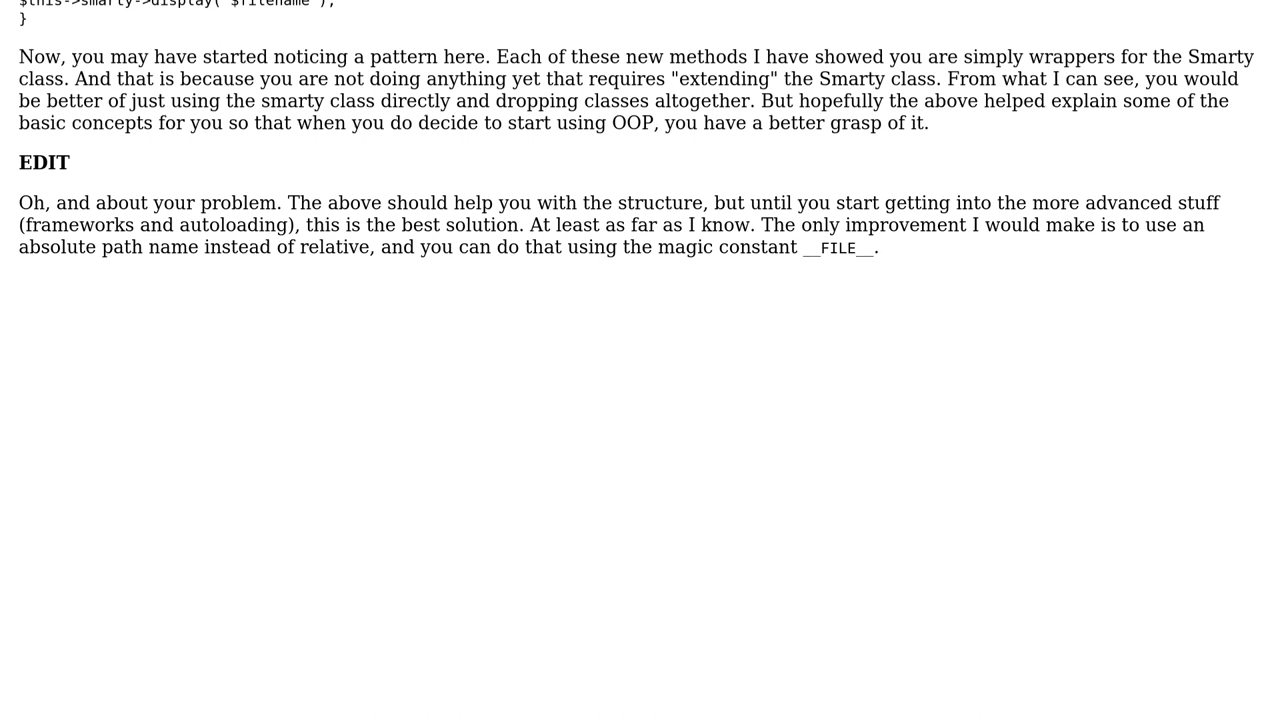 $this->smarty->display( $filename );
}
Now, you may have started noticing a pattern here. Each of these new methods I have showed you are simply wrappers for the Smarty
class. And that is because you are not doing anything yet that requires "extending" the Smarty class. From what I can see, you would
be better of just using the smarty class directly and dropping classes altogether. But hopefully the above helped explain some of the
basic concepts for you so that when you do decide to start using OOP, you have a better grasp of it.
EDIT
Oh, and about your problem. The above should help you with the structure, but until you start getting into the more advanced stuff
(frameworks and autoloading), this is the best solution. At least as far as I know. The only improvement I would make is to use an
absolute path name instead of relative, and you can do that using the magic constant __FILE__.